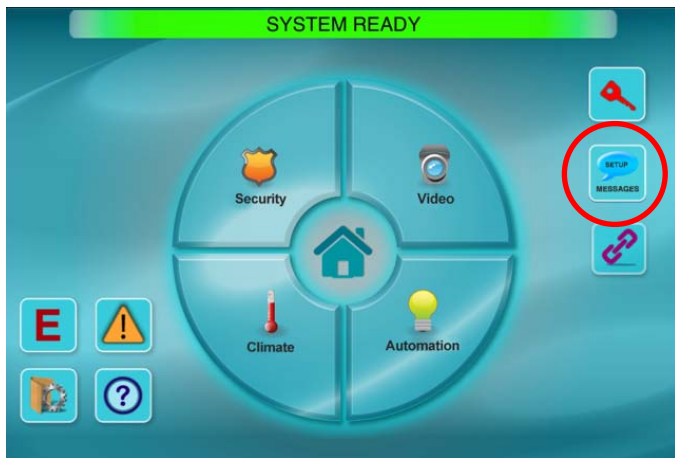 SYSTEM READY
Security
Video
SETUP
MESSAGES
Climate
Automation
E